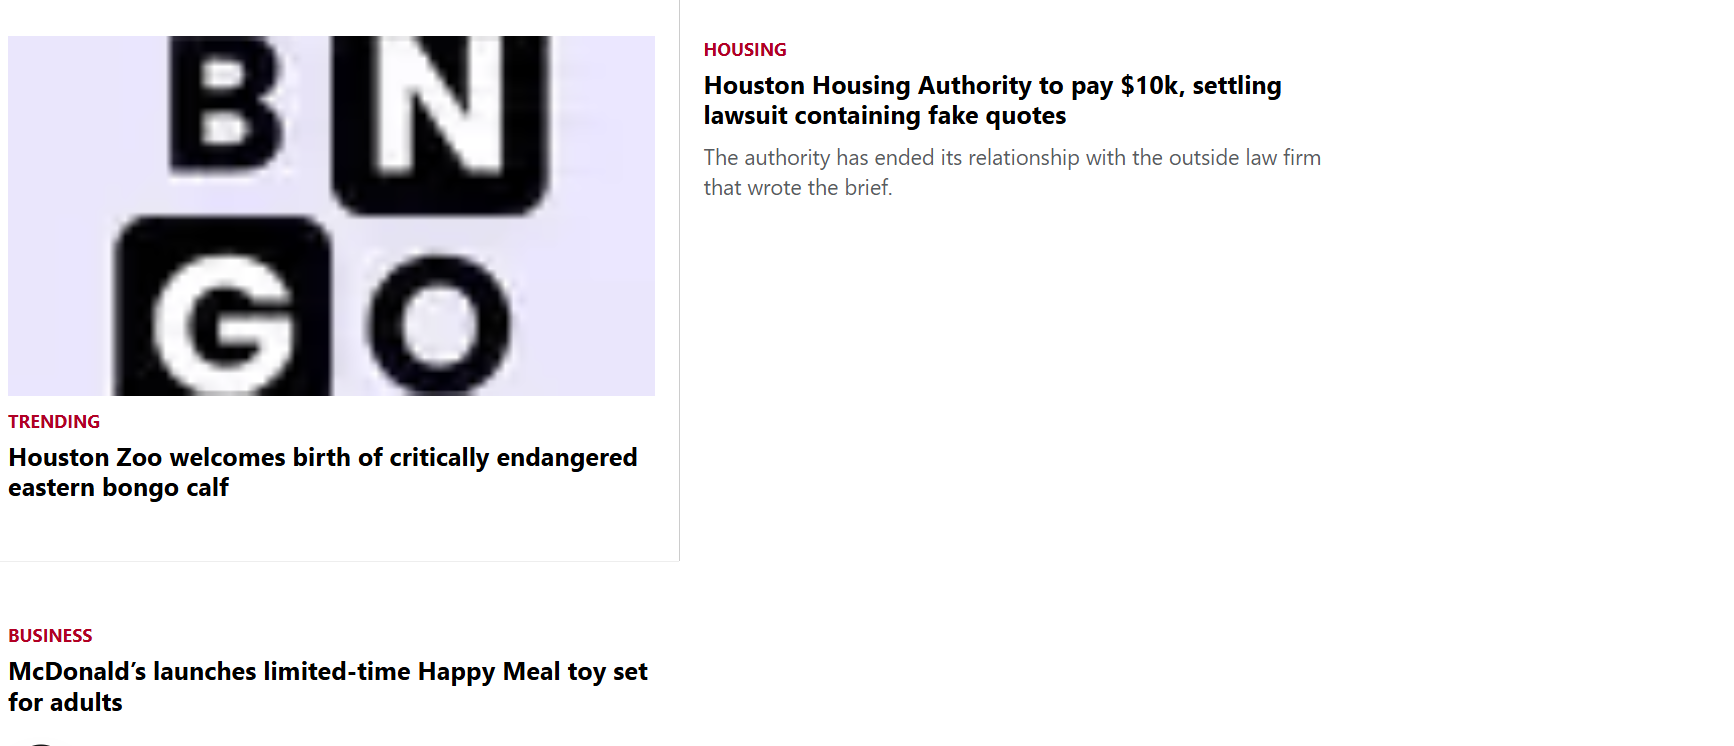 B N
G O
TRENDING
Houston Zoo welcomes birth of critically endangered
eastern bongo calf
HOUSING
Houston Housing Authority to pay $10k, settling
lawsuit containing fake quotes
The authority has ended its relationship with the outside law firm
that wrote the brief.
BUSINESS
McDonald’s launches limited-time Happy Meal toy set
for adults